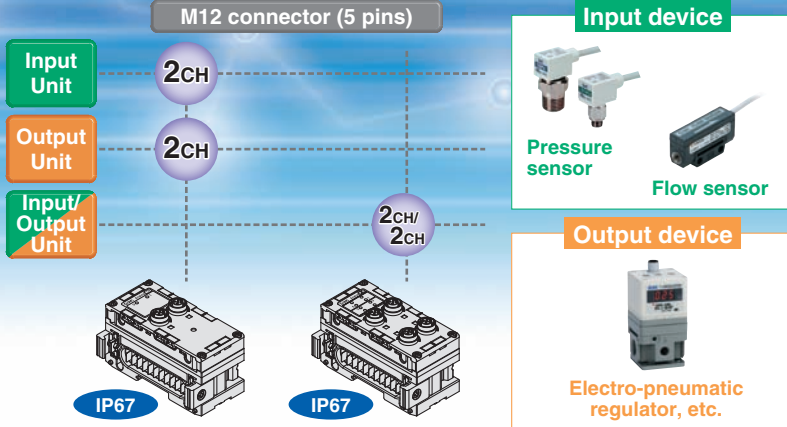 M12 connector (5 pins)
Input
Unit
2CH
Output
Unit
2CH
Input/
Output
Unit
2CH/
2CH
IP67
IP67
Input device
Pressure
sensor
Flow sensor
Output device
Electro-pneumatic
regulator, etc.